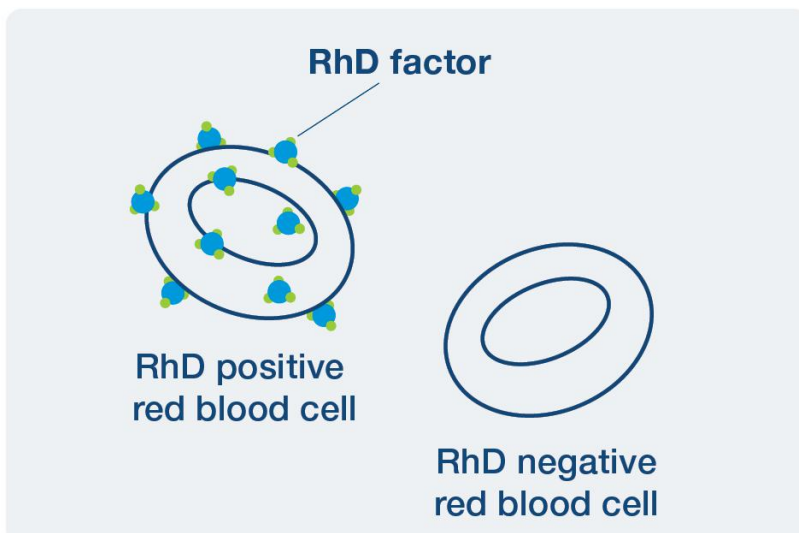 RhD factor
RhD positive
red blood cell
RhD negative
red blood cell